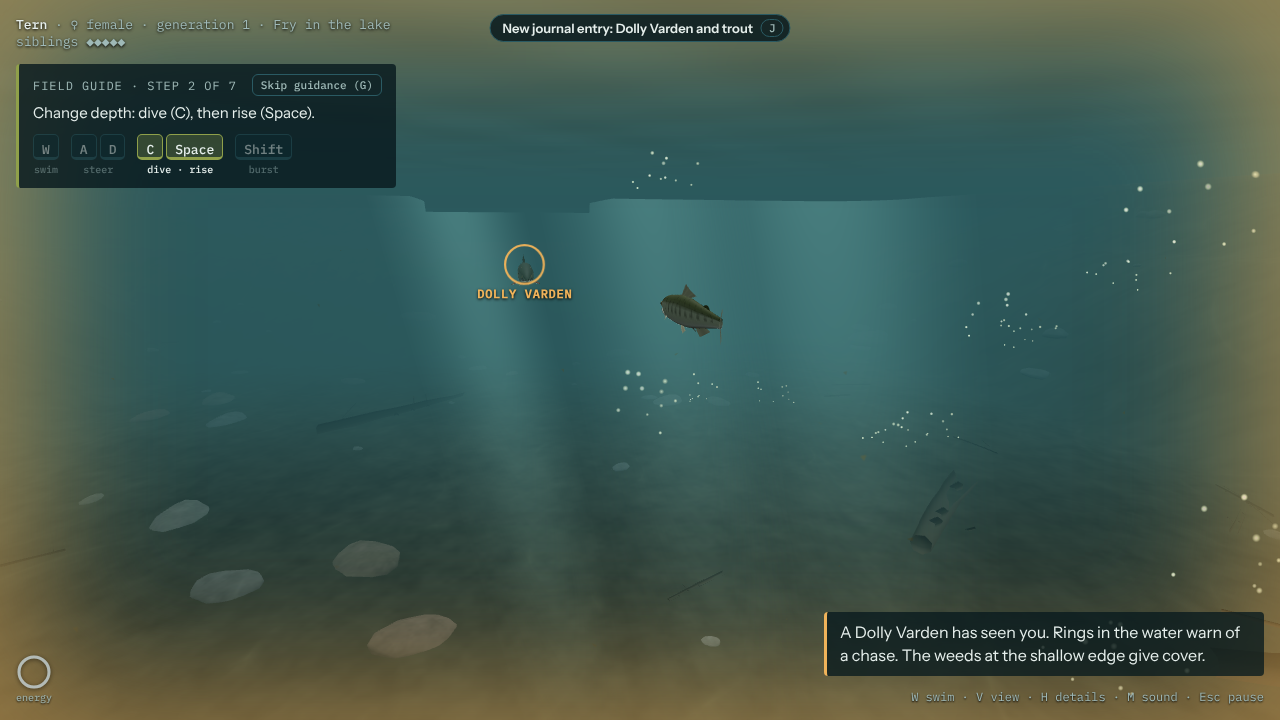 Tern · ♀ female · generation 1 · Fry in the lake
siblings ◆◆◆◆◆
New journal entry: Dolly Varden and trout J
FIELD GUIDE · STEP 2 OF 7 Skip guidance (G)
Change depth: dive (C), then rise (Space).
W A D C Space Shift
swim steer dive · rise burst
DOLLY VARDEN
A Dolly Varden has seen you. Rings in the water warn of
a chase. The weeds at the shallow edge give cover.
energy
W swim · V view · H details · M sound · Esc pause